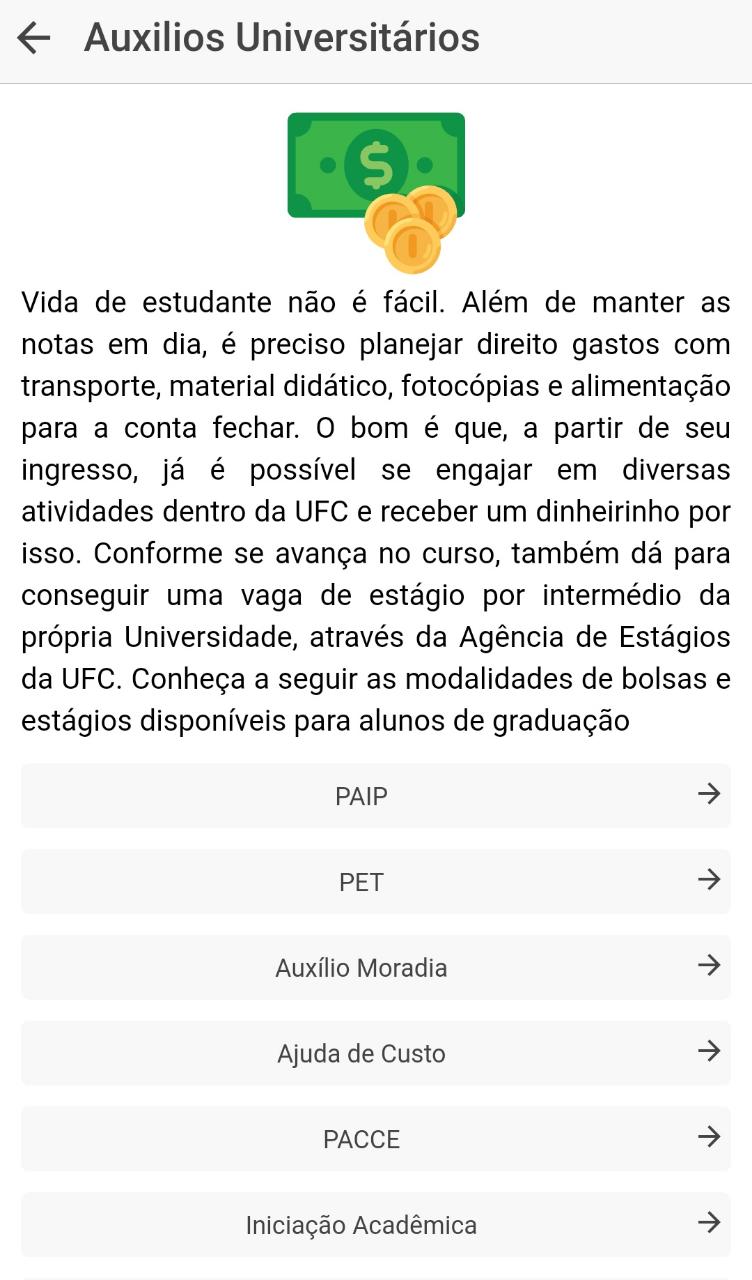 Auxilios Universitários
$
Vida de estudante não é fácil. Além de manter as
notas em dia, é preciso planejar direito gastos com
transporte, material didático, fotocópias e alimentação
para a conta fechar. O bom é que, a partir de seu
ingresso, já é possível se engajar em diversas
atividades dentro da UFC e receber um dinheirinho por
isso. Conforme se avança no curso, também dá para
conseguir uma vaga de estágio por intermédio da
própria Universidade, através da Agência de Estágios
da UFC. Conheça a seguir as modalidades de bolsas e
estágios disponíveis para alunos de graduação
PAIP
PET
Auxílio Moradia
Ajuda de Custo
PACCE
Iniciação Acadêmica